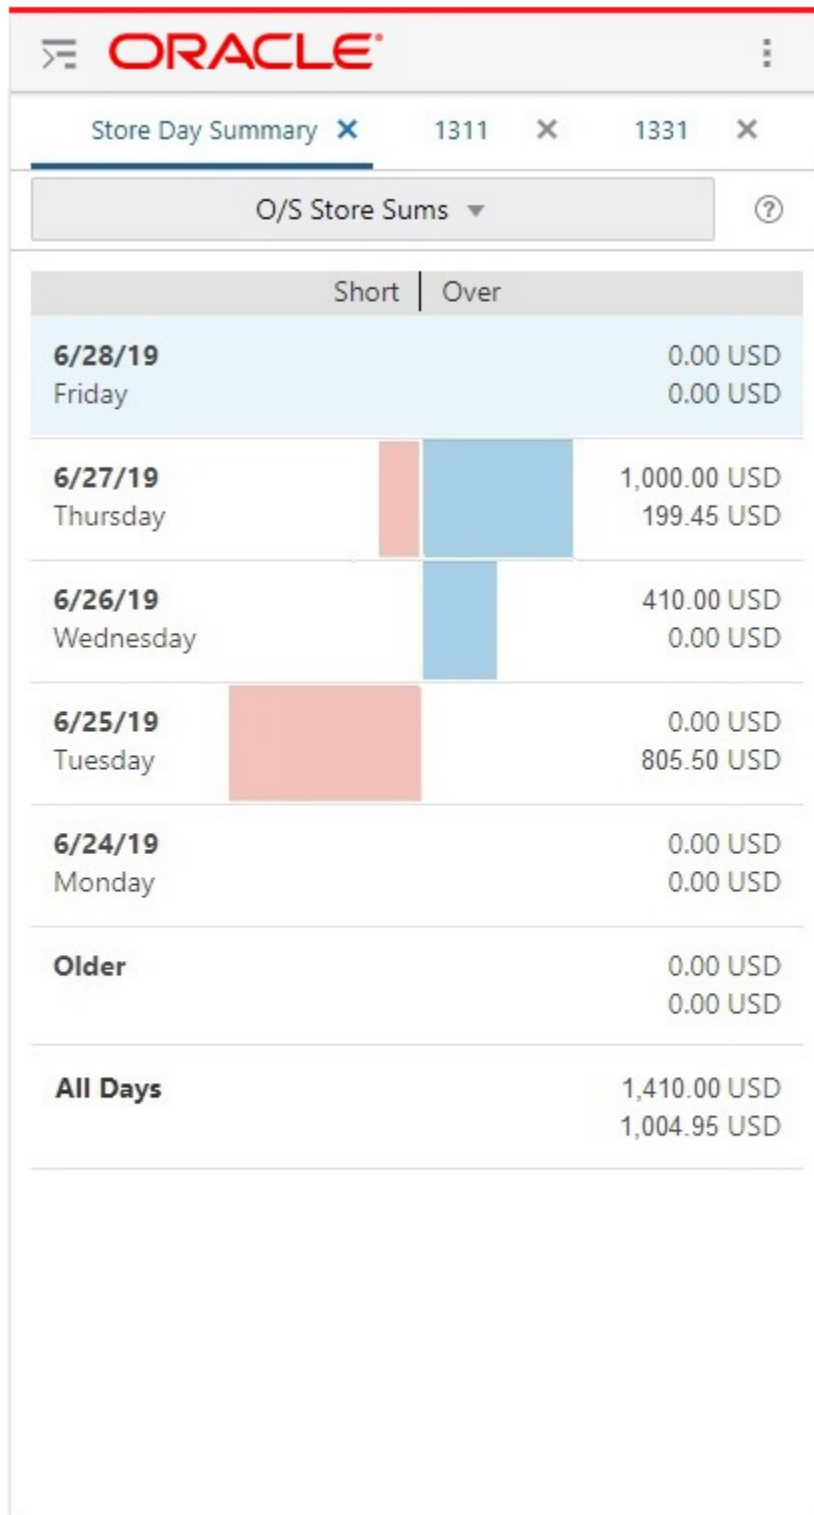 ORACLE
Store Day Summary ✕ 1311 ✕ 1331 ✕
O/S Store Sums ▼ ?
Short | Over
6/28/19 0.00 USD
Friday 0.00 USD
6/27/19 1,000.00 USD
Thursday 199.45 USD
6/26/19 410.00 USD
Wednesday 0.00 USD
6/25/19 0.00 USD
Tuesday 805.50 USD
6/24/19 0.00 USD
Monday 0.00 USD
Older 0.00 USD
0.00 USD
All Days 1,410.00 USD
1,004.95 USD